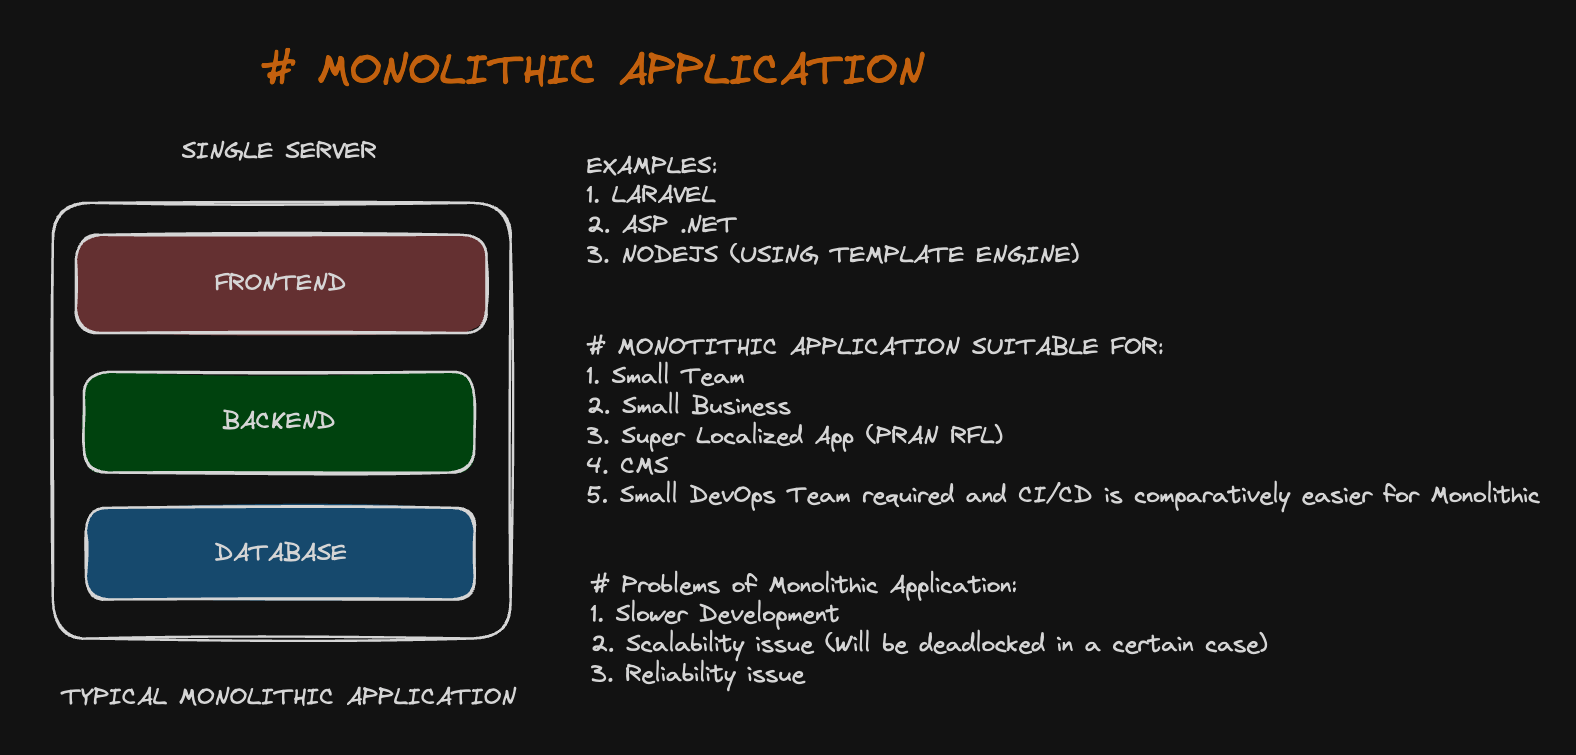 # MONOLITHIC APPLICATION
SINGLE SERVER
FRONTEND
BACKEND
DATABASE
TYPICAL MONOLITHIC APPLICATION
EXAMPLES:
1. LARAVEL
2. ASP .NET
3. NODEJS (USING TEMPLATE ENGINE)
# MONOTITHIC APPLICATION SUITABLE FOR:
1. Small Team
2. Small Business
3. Super Localized App (PRAN RFL)
4. CMS
5. Small DevOps Team required and CI/CD is comparatively easier for Monolithic
# Problems of Monolithic Application:
1. Slower Development
2. Scalability issue (Will be deadlocked in a certain case)
3. Reliability issue